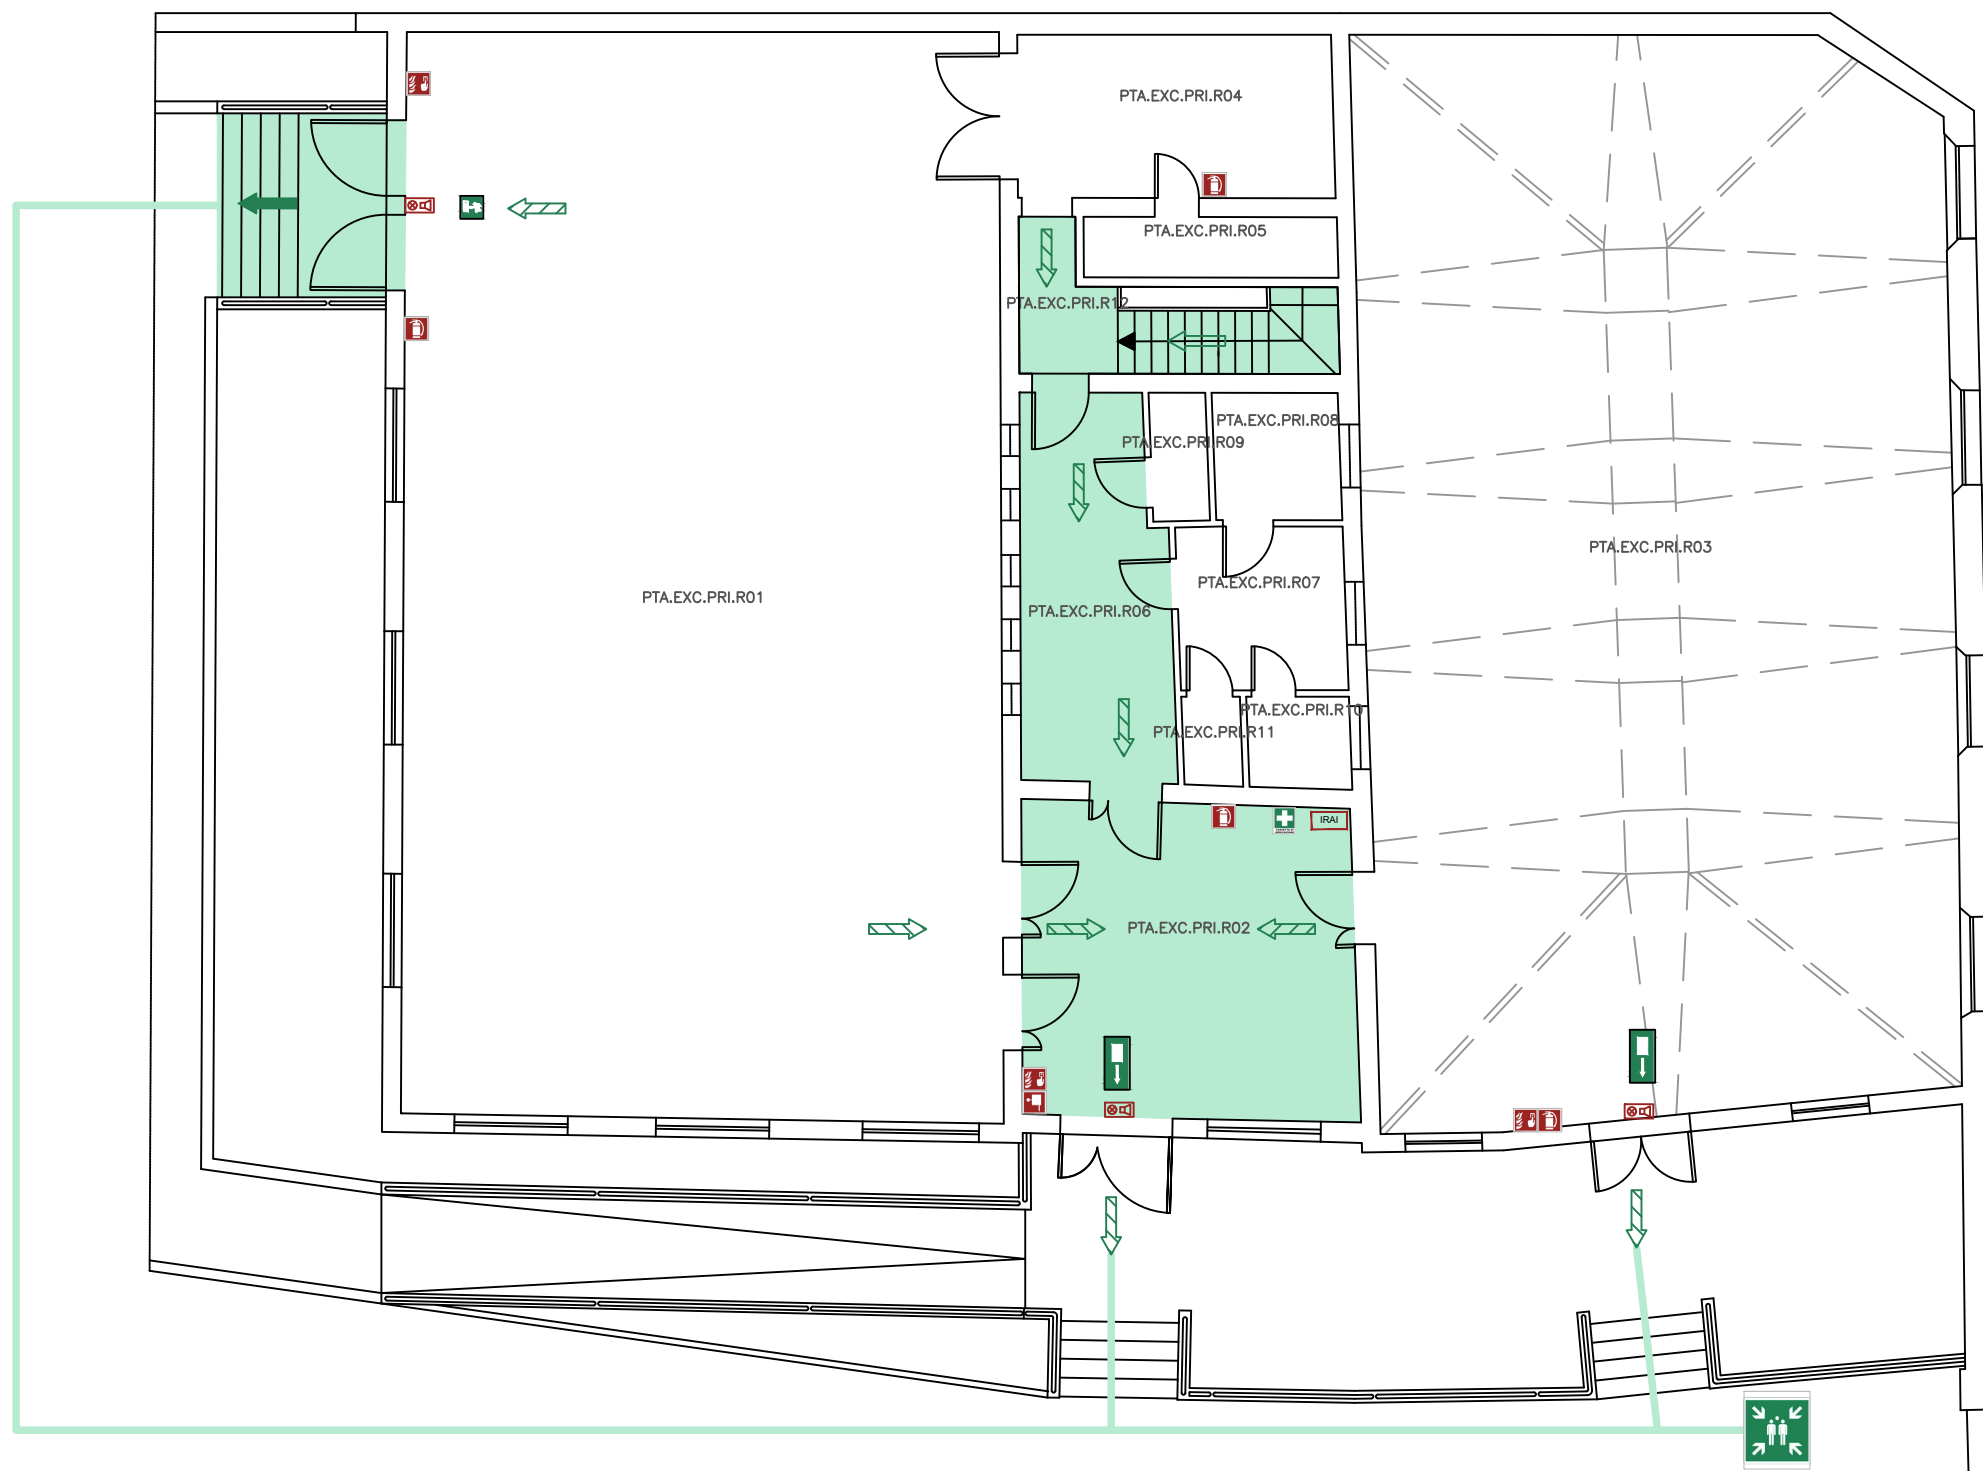 PTA.EXC.PRI.R04
PTA.EXC.PRI.R05
PTA.EXC.PRI.R12
PTA.EXC.PRI.R08
PTA.EXC.PRI.R09
PTA.EXC.PRI.R03
PTA.EXC.PRI.R07
PTA.EXC.PRI.R01
PTA.EXC.PRI.R06
PTA.EXC.PRI.R10
PTA.EXC.PRI.R11
IRAI
PTA.EXC.PRI.R02